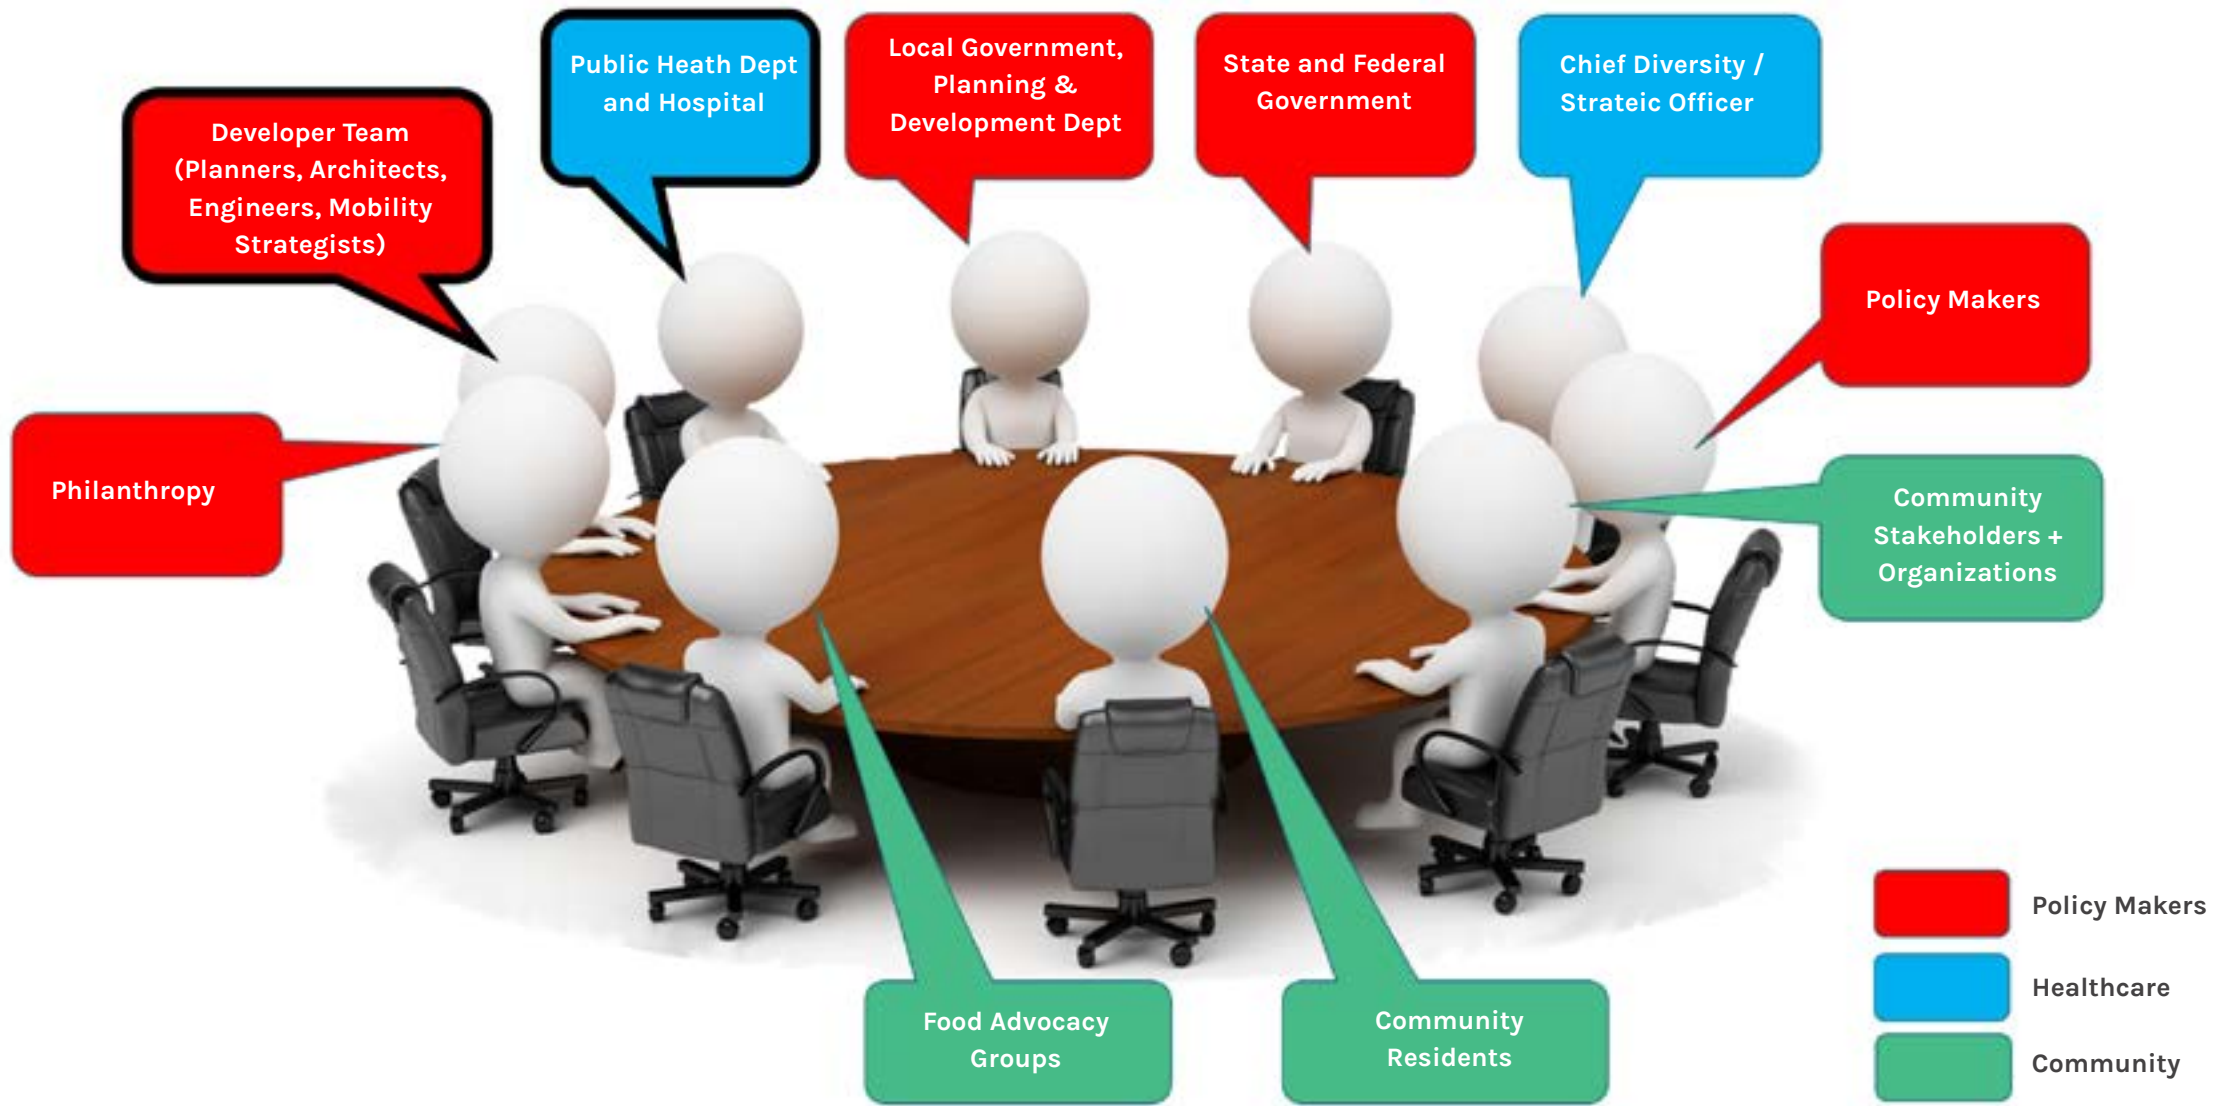 Public Heath Dept
and Hospital
Local Government,
Planning &
Development Dept
State and Federal
Government
Chief Diversity /
Strateic Officer
Developer Team
(Planners, Architects,
Engineers, Mobility
Strategists)
Policy Makers
Philanthropy
Community
Stakeholders +
Organizations
Food Advocacy
Groups
Community
Residents
Policy Makers
Healthcare
Community